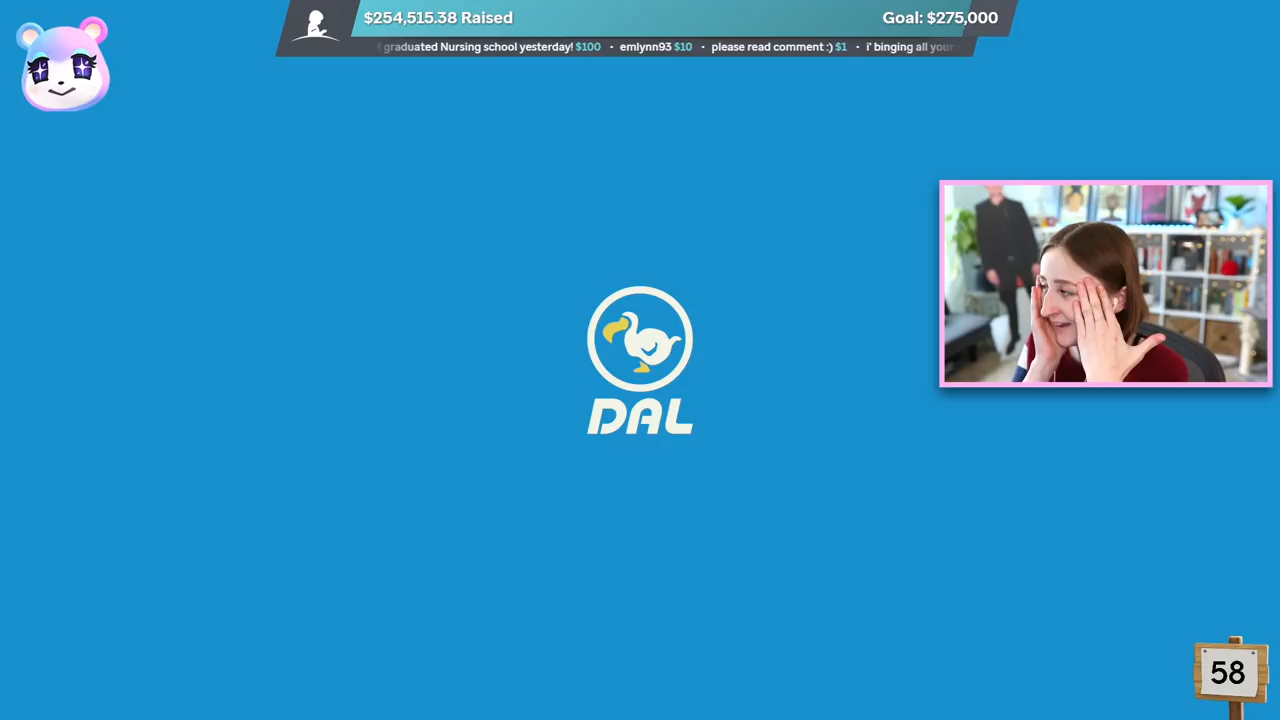 $254,515.38 Raised
Goal: $275,000
I graduated Nursing school yesterday! $100 • emlynn93 $10 • please read comment :) $1 • i' binging all your
DAL
58